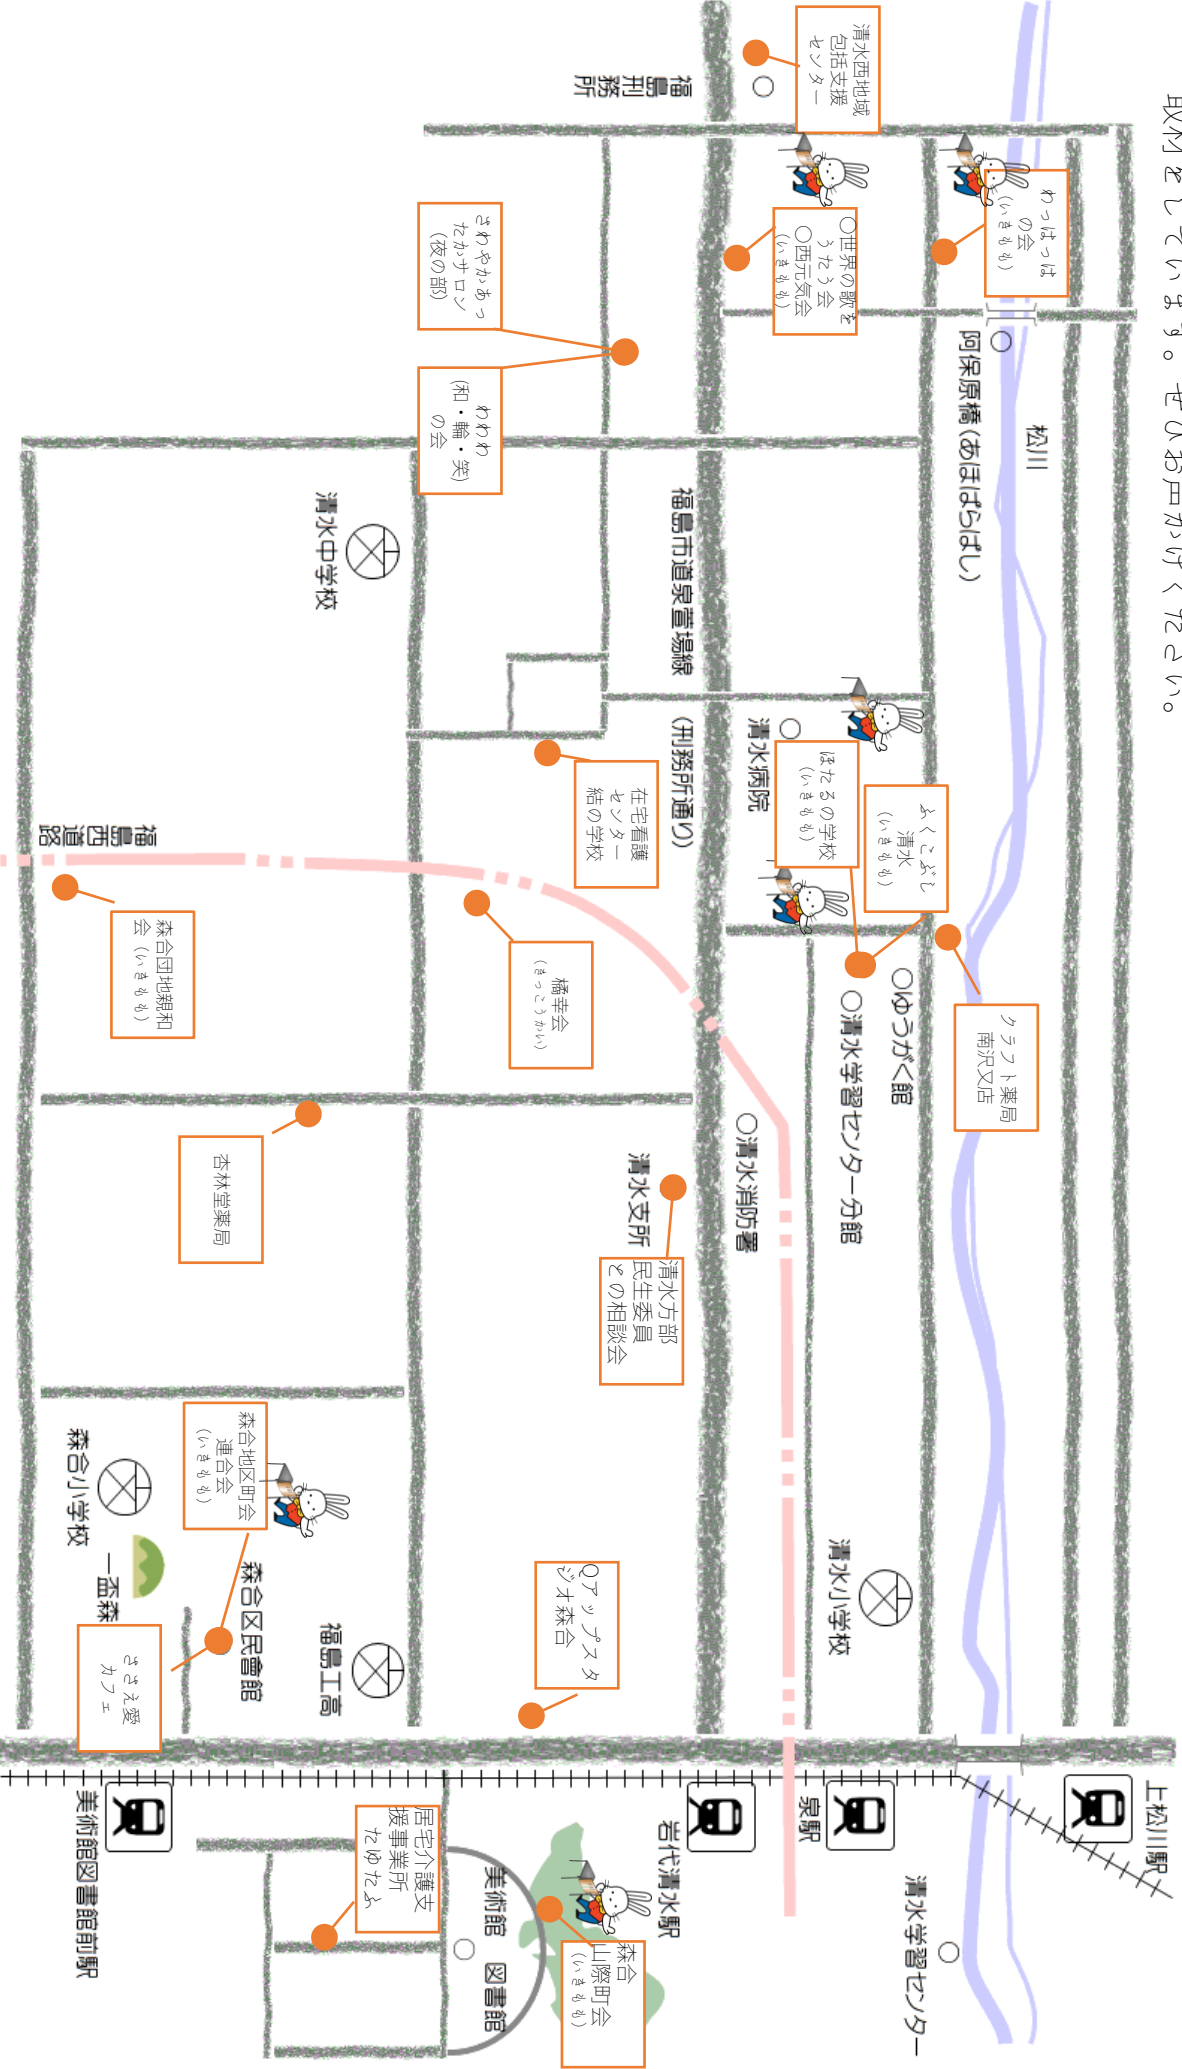 取材をしています。ぜひお声かけください。
清水西地域
包括支援
センター
福島刑務所
わっはっは
の会
(いきもも)
〇世界の歌を
うたう会
〇西元気会
(いきもも)
さわやかあっ
たかサロン
(夜の部)
わわわ
(和・輪・笑)
の会
阿保原橋(あほばらばし)
松川
清水中学校
福島市道泉萱場線
(刑務所通り)
清水病院
ほたるの学校
(いきもも)
ふくこぶし
清水
(いきもも)
在宅看護
センター
結の学校
福島西道路
森合団地親和
会(いきもも)
橘幸会
(きっこうかい)
〇ゆうがく館
〇清水学習センター分館
クラフト薬局
南沢又店
〇清水消防署
清水支所
清水方部
民生委員
との相談会
杏林堂薬局
森合地区町会
連合会
(いきもも)
森合小学校
一盃森
森合区民會館
ささえ愛
カフェ
福島工高
Qアップスタ
ジオ森合
清水小学校
上松川駅
泉駅
岩代清水駅
美術館図書館前駅
清水学習センター
居宅介護支
援事業所
たゆたふ
美術館 図書館
森合
山際町会
(いきもも)